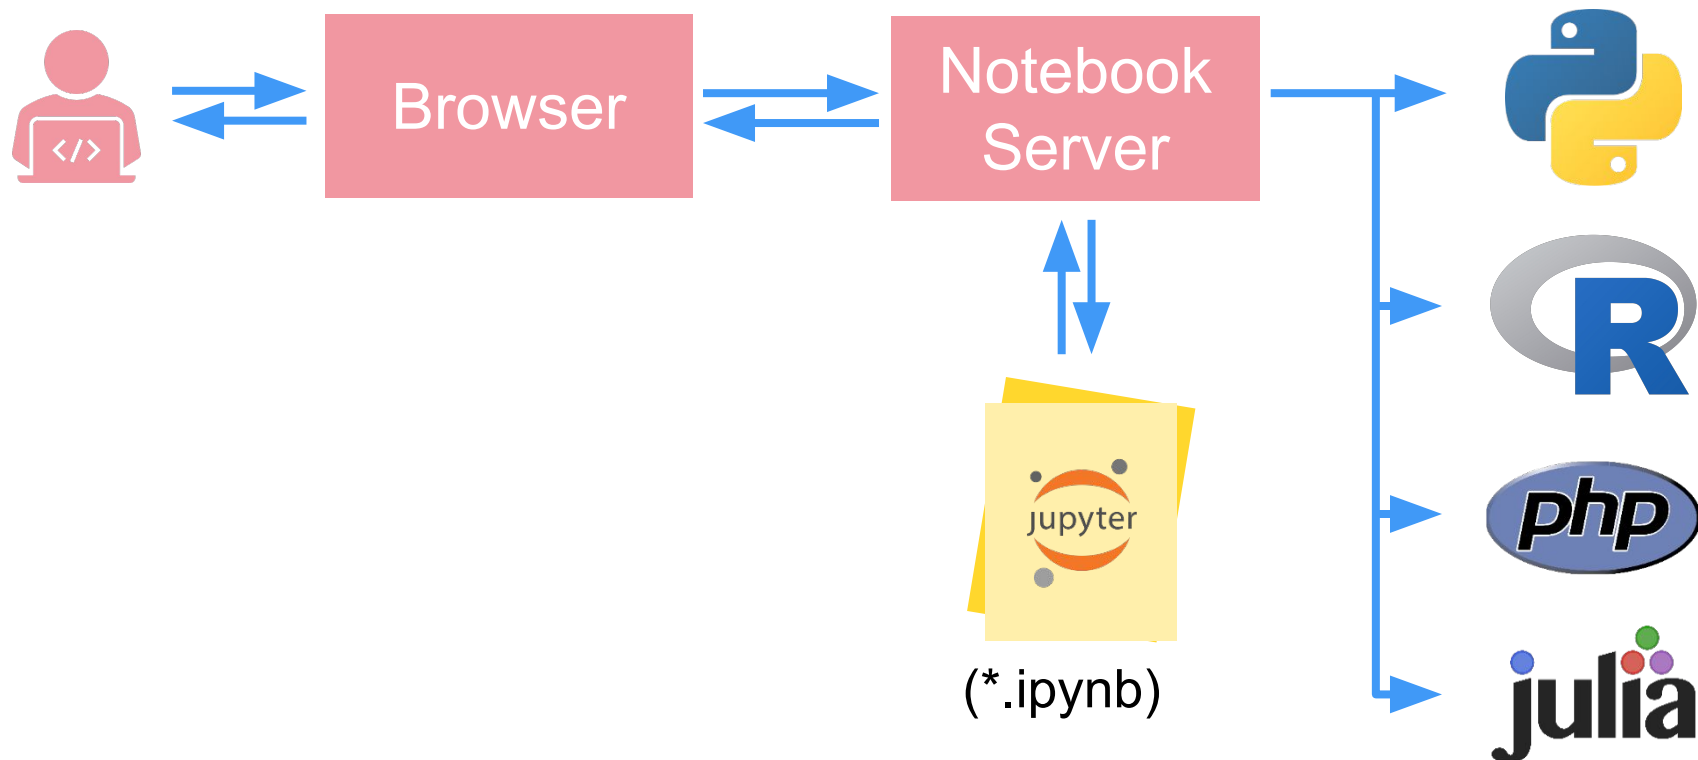 </>
Browser
Notebook
Server
jupyter
(*.ipynb)
R
php
julia